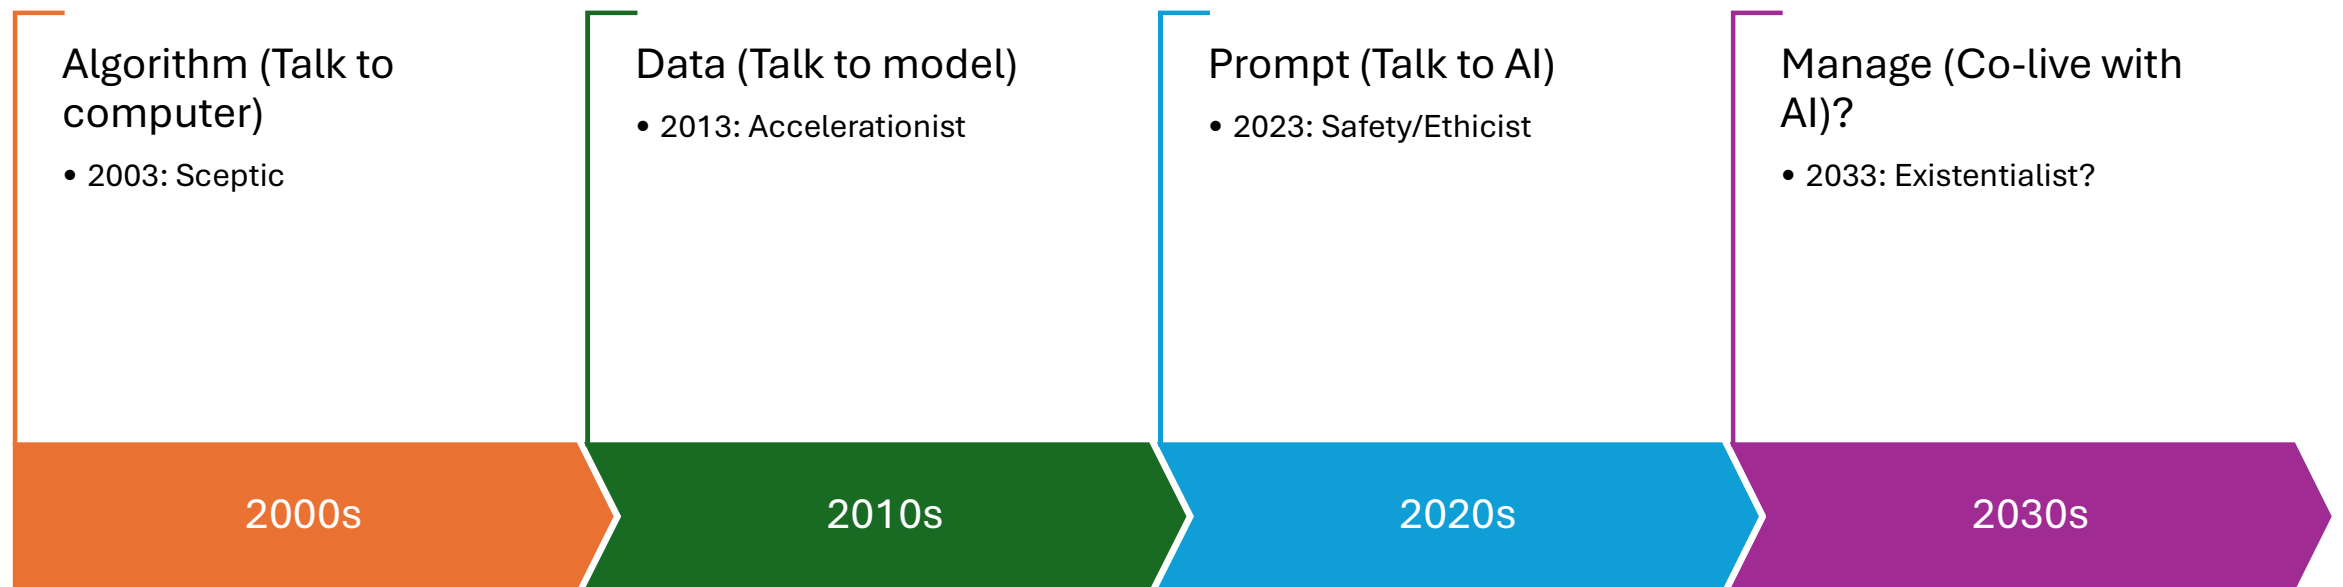 Algorithm (Talk to
computer)
• 2003: Sceptic
Data (Talk to model)
• 2013: Accelerationist
Prompt (Talk to AI)
• 2023: Safety/Ethicist
Manage (Co-live with
AI)?
• 2033: Existentialist?
2000s
2010s
2020s
2030s